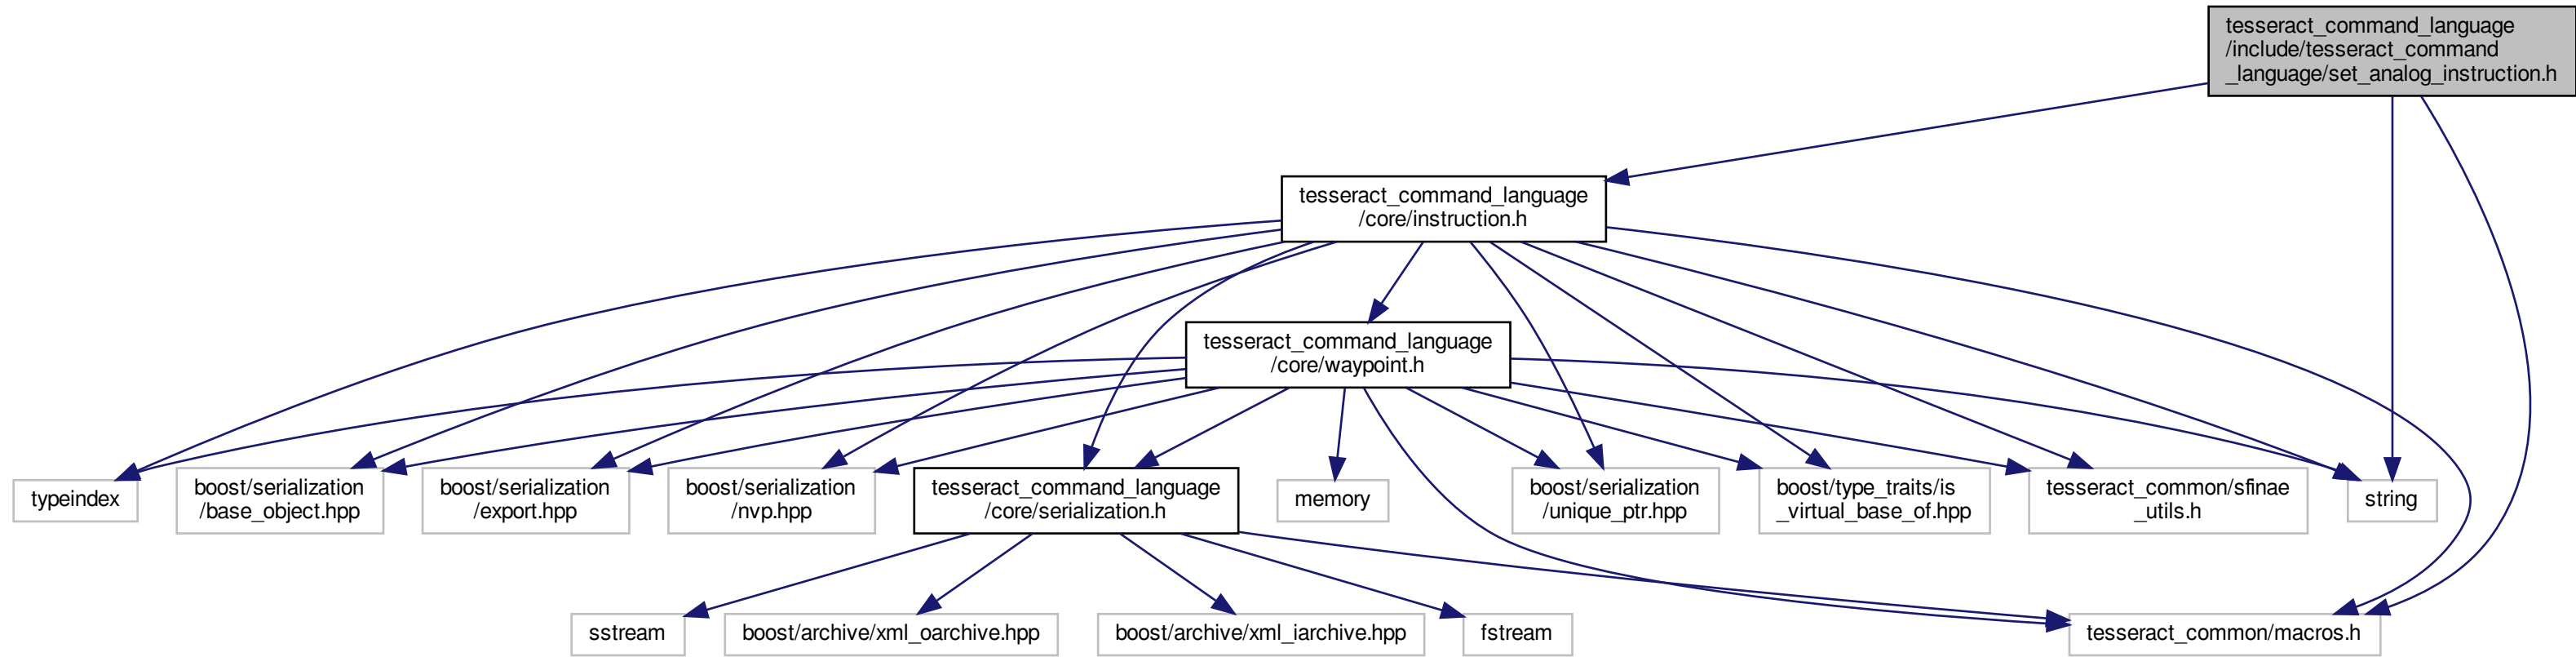 tesseract_command_language
/include/tesseract_command
_language/set_analog_instruction.h
tesseract_command_language
/core/instruction.h
tesseract_command_language
/core/waypoint.h
typeindex
boost/serialization
/base_object.hpp
boost/serialization
/export.hpp
boost/serialization
/nvp.hpp
tesseract_command_language
/core/serialization.h
memory
boost/serialization
/unique_ptr.hpp
boost/type_traits/is
_virtual_base_of.hpp
tesseract_common/sfinae
_utils.h
string
sstream
boost/archive/xml_oarchive.hpp
boost/archive/xml_iarchive.hpp
fstream
tesseract_common/macros.h